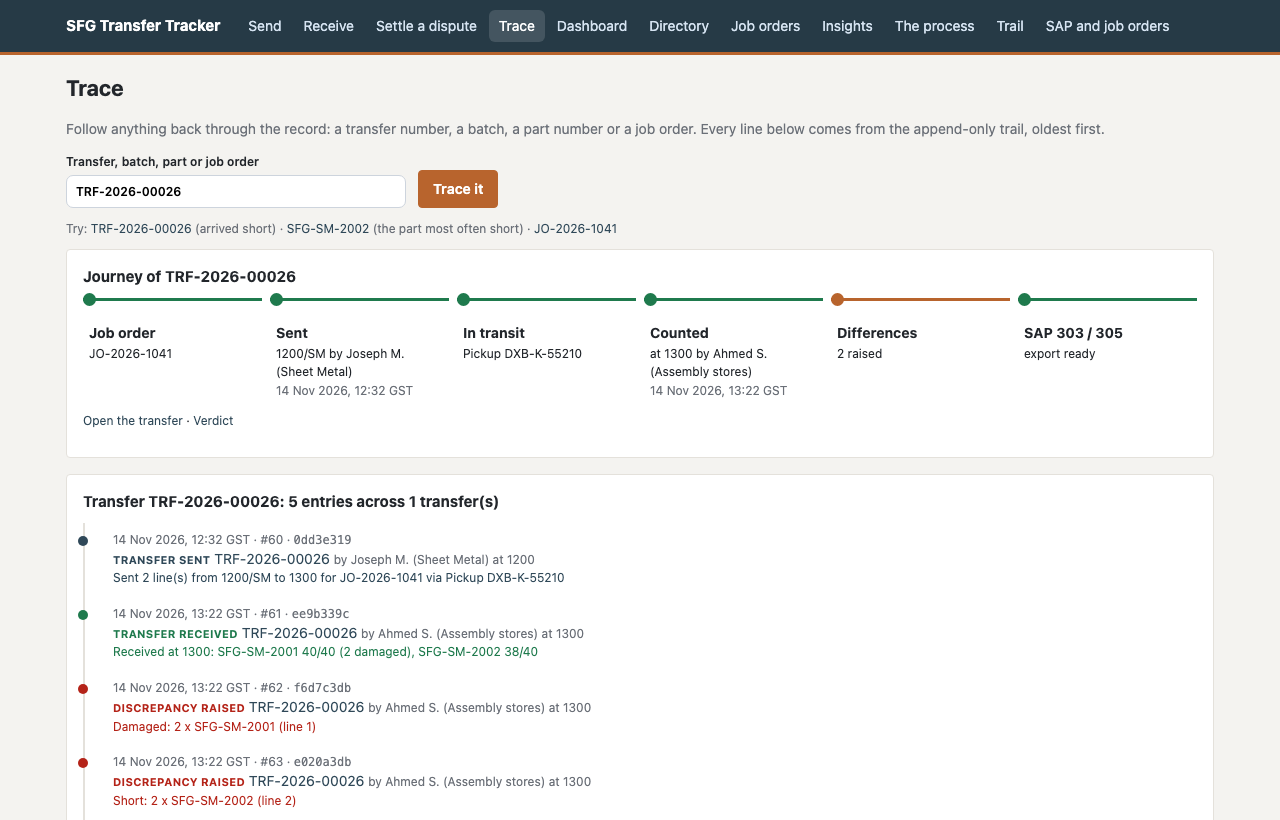 SFG Transfer Tracker Send Receive Settle a dispute Trace Dashboard Directory Job orders Insights The process Trail SAP and job orders
Trace
Follow anything back through the record: a transfer number, a batch, a part number or a job order. Every line below comes from the append-only trail, oldest first.
Transfer, batch, part or job order
TRF-2026-00026 Trace it
Try: TRF-2026-00026 (arrived short) · SFG-SM-2002 (the part most often short) · JO-2026-1041
Journey of TRF-2026-00026
Job order Sent In transit Counted Differences SAP 303 / 305
JO-2026-1041 1200/SM by Joseph M. Pickup DXB-K-55210 at 1300 by Ahmed S. 2 raised export ready
(Sheet Metal) (Assembly stores)
14 Nov 2026, 12:32 GST 14 Nov 2026, 13:22 GST
Open the transfer · Verdict
Transfer TRF-2026-00026: 5 entries across 1 transfer(s)
14 Nov 2026, 12:32 GST · #60 · 0dd3e319
TRANSFER SENT TRF-2026-00026 by Joseph M. (Sheet Metal) at 1200
Sent 2 line(s) from 1200/SM to 1300 for JO-2026-1041 via Pickup DXB-K-55210
14 Nov 2026, 13:22 GST · #61 · ee9b339c
TRANSFER RECEIVED TRF-2026-00026 by Ahmed S. (Assembly stores) at 1300
Received at 1300: SFG-SM-2001 40/40 (2 damaged), SFG-SM-2002 38/40
14 Nov 2026, 13:22 GST · #62 · f6d7c3db
DISCREPANCY RAISED TRF-2026-00026 by Ahmed S. (Assembly stores) at 1300
Damaged: 2 x SFG-SM-2001 (line 1)
14 Nov 2026, 13:22 GST · #63 · e020a3db
DISCREPANCY RAISED TRF-2026-00026 by Ahmed S. (Assembly stores) at 1300
Short: 2 x SFG-SM-2002 (line 2)